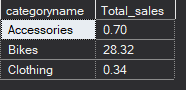 categoryname Total_sales
Accessories 0.70
Bikes 28.32
Clothing 0.34